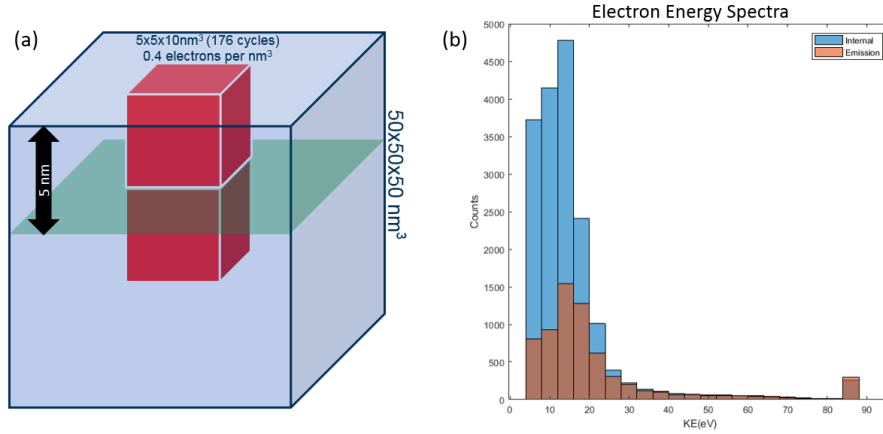 (a)
5x5x10nm³ (176 cycles)
0.4 electrons per nm³
5 nm
50x50x50 nm³
(b)
Electron Energy Spectra
Internal
Emission
5000
4500
4000
3500
3000
2500
2000
1500
1000
500
0
Counts
0 10 20 30 40 50 60 70 80 90
KE(eV)